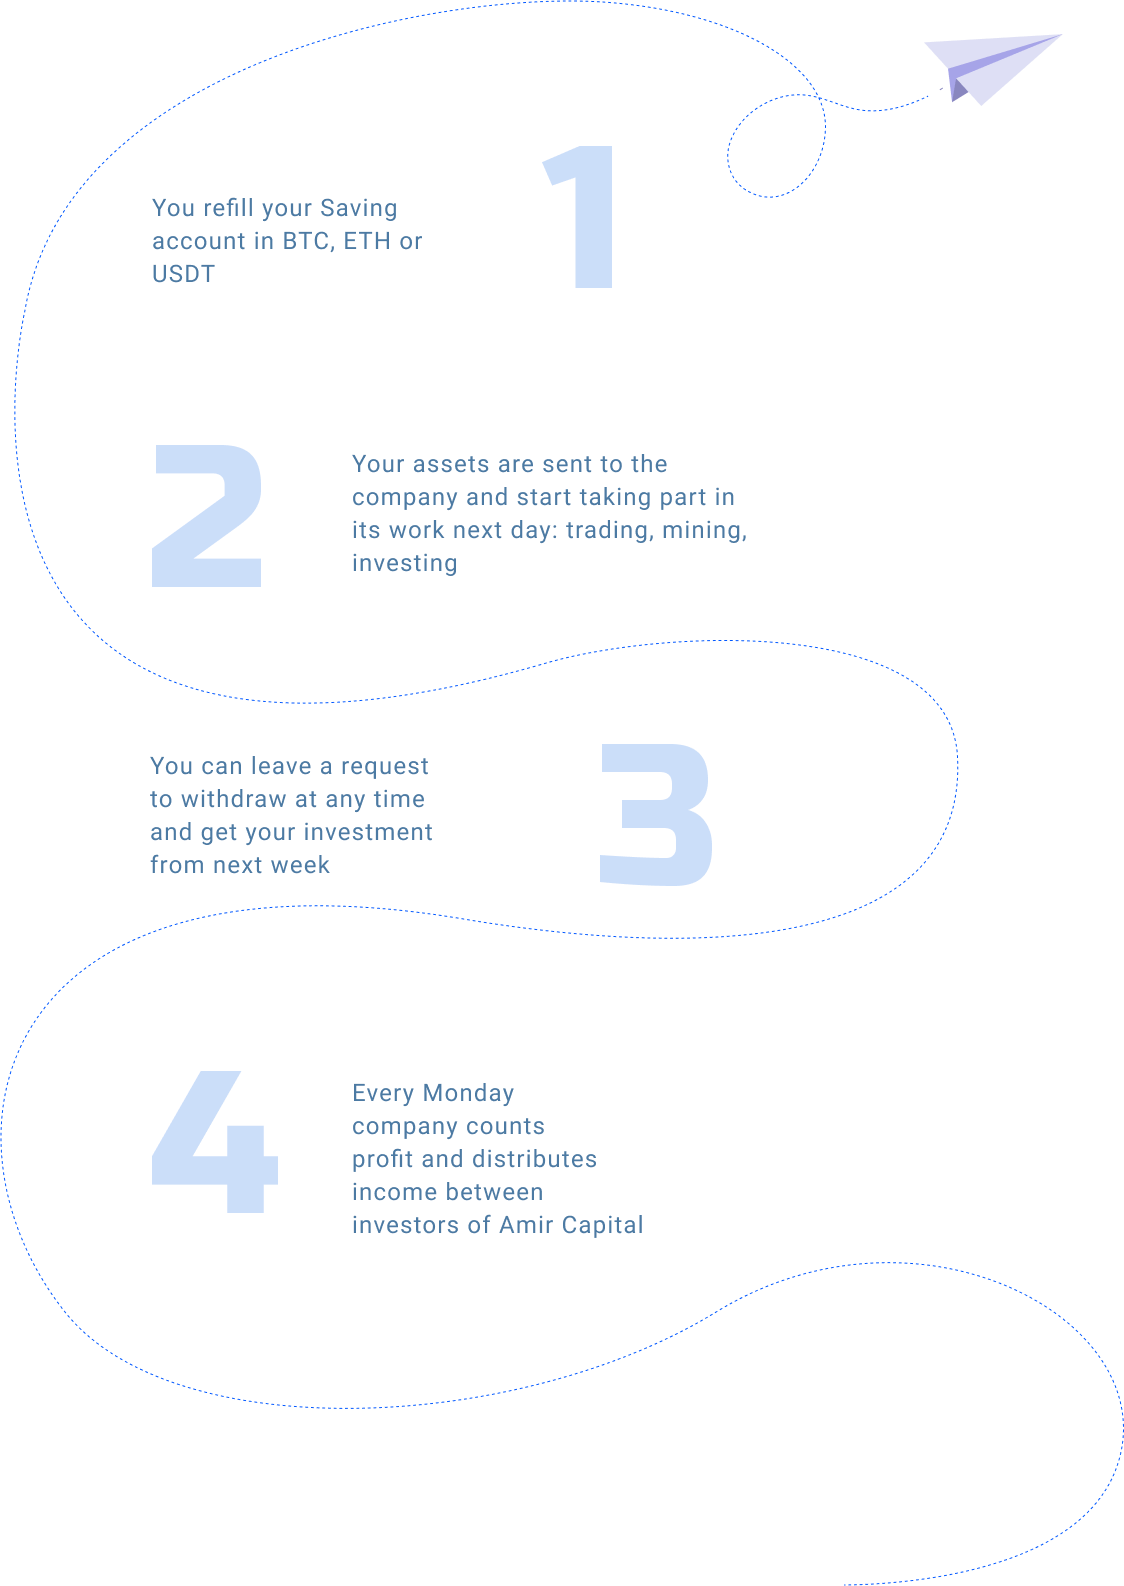 1
You refill your Saving
account in BTC, ETH or
USDT
2
Your assets are sent to the
company and start taking part in
its work next day: trading, mining,
investing
3
You can leave a request
to withdraw at any time
and get your investment
from next week
4
Every Monday
company counts
profit and distributes
income between
investors of Amir Capital